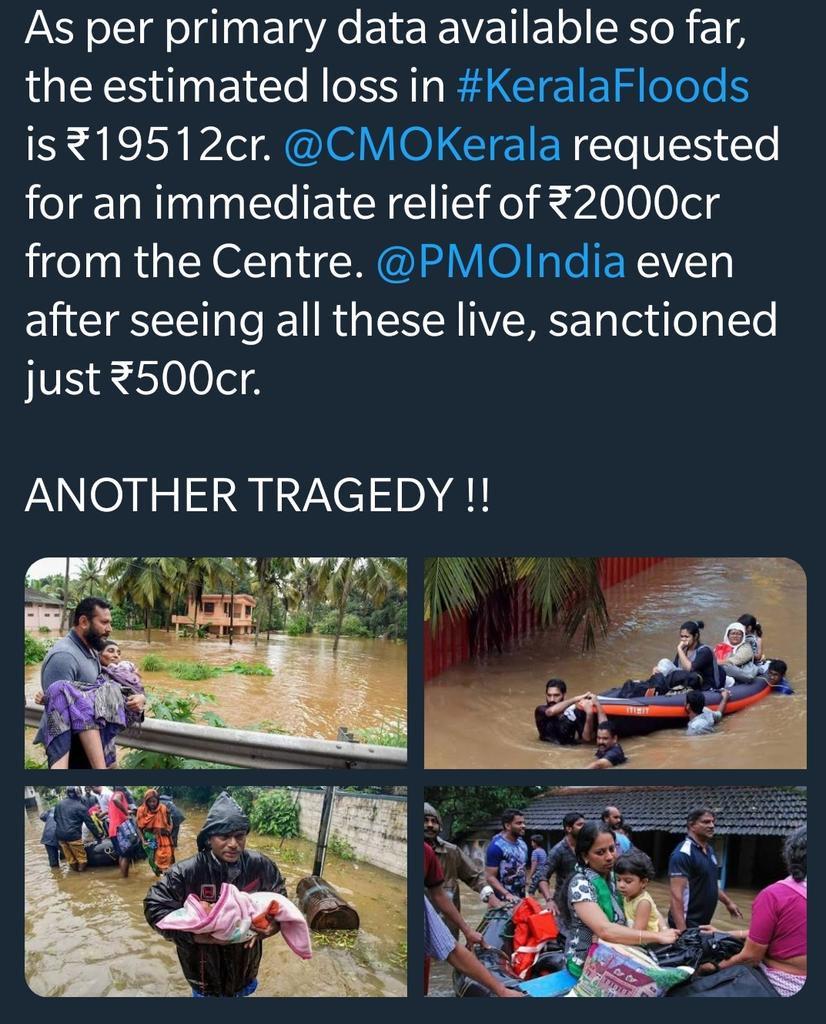 As per primary data available so far,
the estimated loss in #KeralaFloods
is ₹19512cr. @CMOKerala requested
for an immediate relief of ₹2000cr
from the Centre. @PMOIndia even
after seeing all these live, sanctioned
just ₹500cr.
ANOTHER TRAGEDY !!